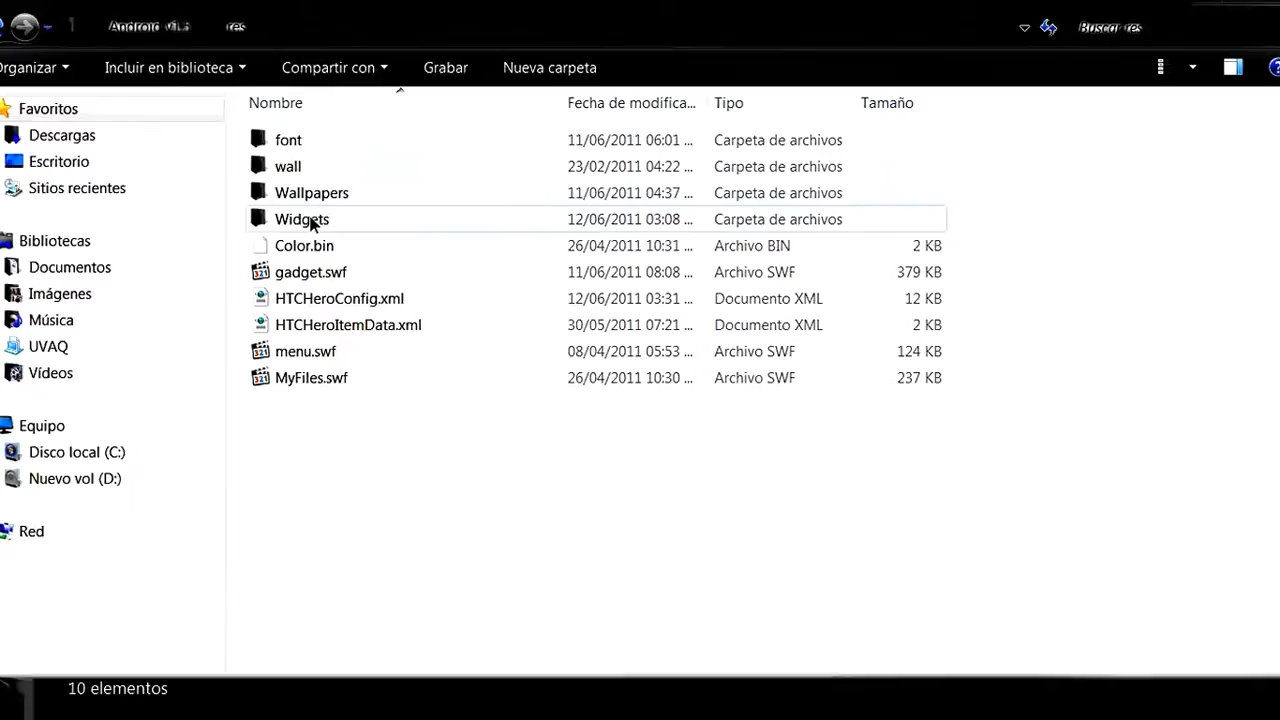 Android v1.5 res Buscar res
Organizar Incluir en biblioteca Compartir con Grabar Nueva carpeta
Favoritos
Descargas
Escritorio
Sitios recientes
Bibliotecas
Documentos
Imágenes
Música
UVAQ
Vídeos
Equipo
Disco local (C:)
Nuevo vol (D:)
Red
Nombre Fecha de modifica... Tipo Tamaño
font 11/06/2011 06:01 ... Carpeta de archivos
wall 23/02/2011 04:22 ... Carpeta de archivos
Wallpapers 11/06/2011 04:37 ... Carpeta de archivos
Widgets 12/06/2011 03:08 ... Carpeta de archivos
Color.bin 26/04/2011 10:31 ... Archivo BIN 2 KB
gadget.swf 11/06/2011 08:08 ... Archivo SWF 379 KB
HTCHeroConfig.xml 12/06/2011 03:31 ... Documento XML 12 KB
HTCHeroItemData.xml 30/05/2011 07:21 ... Documento XML 2 KB
menu.swf 08/04/2011 05:53 ... Archivo SWF 124 KB
MyFiles.swf 26/04/2011 10:30 ... Archivo SWF 237 KB
10 elementos